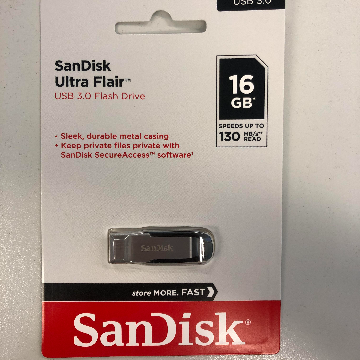 USB 3.0
SanDisk
Ultra Flair™
USB 3.0 Flash Drive
16
GB*
SPEEDS UP TO
130 MB/s**
READ
• Sleek, durable metal casing
• Keep private files private with
SanDisk SecureAccess™ software†
SanDisk
store MORE. FAST
SanDisk®